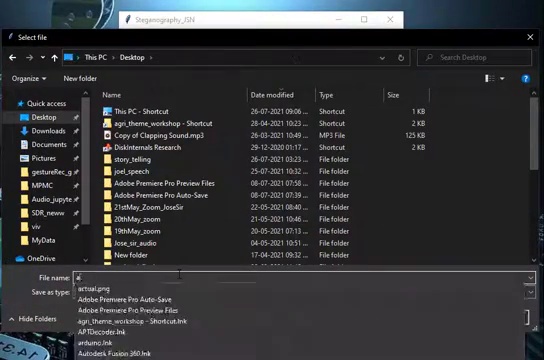 Steganography_JSN
Select file
This PC > Desktop >
Search Desktop
Organize New folder
Name Date modified Type Size
Quick access
Desktop
Downloads
Documents
Pictures
gestureRec_g
MPMC
Audio_jupyte
SDR_neww
viv
MyData
OneDrive
This PC - Shortcut 26-07-2021 09:06 ... Shortcut 1 KB
agri_theme_workshop - Shortcut 28-04-2021 10:23 ... Shortcut 2 KB
Copy of Clapping Sound.mp3 26-09-2021 10:49 ... MP3 File 125 KB
DiskInternals Research 29-12-2020 01:17 ... Shortcut 2 KB
story_telling 26-07-2021 03:23 ... File folder
joel_speech 25-07-2021 10:32 ... File folder
Adobe Premiere Pro Preview Files 08-07-2021 07:58 ... File folder
Adobe Premiere Pro Auto-Save 08-07-2021 07:39 ... File folder
21stMay_Zoom_JoseSir 22-05-2021 08:40 ... File folder
20thMay_zoom 21-05-2021 10:46 ... File folder
19thMay_zoom 20-05-2021 07:13 ... File folder
Jose_sir_audio 04-05-2021 10:51 ... File folder
New folder 17-04-2021 09:32 ... File folder
File name: a
Save as type:
actual.png
Adobe Premiere Pro Auto-Save
Adobe Premiere Pro Preview Files
agri_theme_workshop - Shortcut.lnk
APTDecoder.lnk
arduino.lnk
Autodesk Fusion 360.lnk
Hide Folders